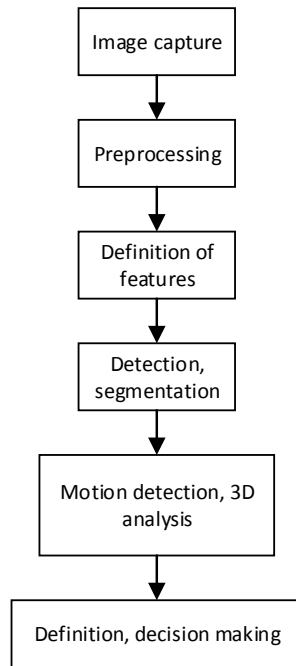 Image capture
Preprocessing
Definition of
features
Detection,
segmentation
Motion detection, 3D
analysis
Definition, decision making